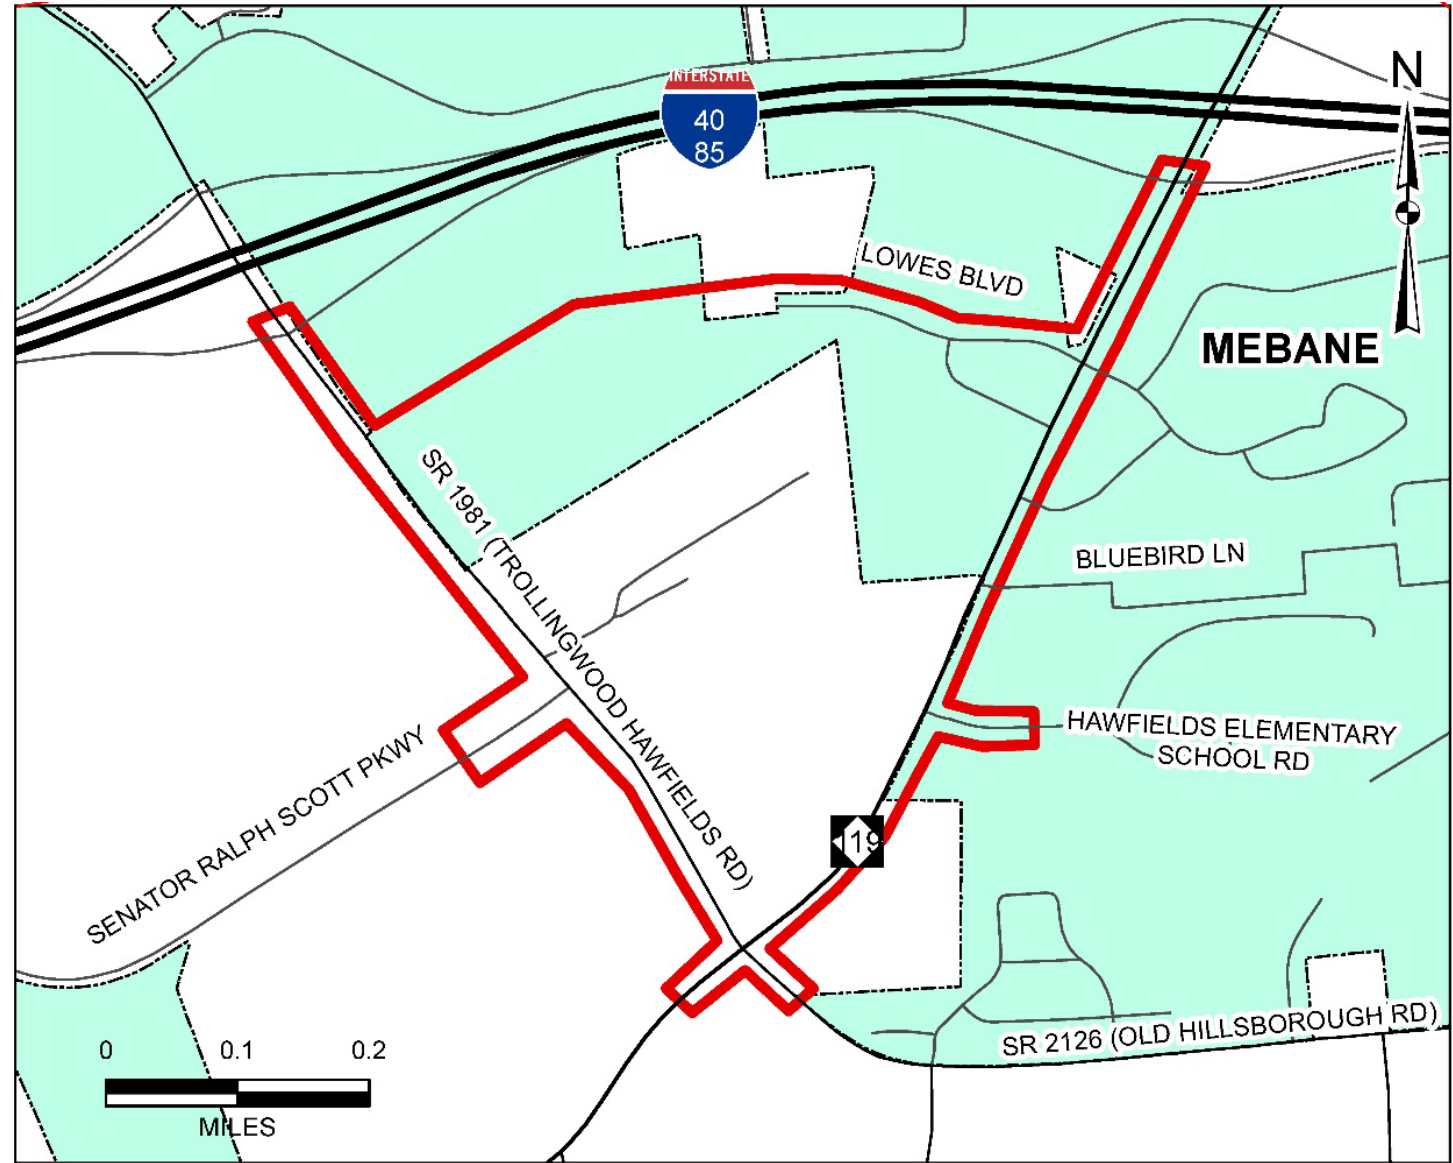 N
INTERSTATE
40
85
LOWES BLVD
MEBANE
SR 1981 (TROLLINGWOOD HAWFIELDS RD)
BLUEBIRD LN
HAWFIELDS ELEMENTARY
SCHOOL RD
SENATOR RALPH SCOTT PKWY
119
SR 2126 (OLD HILLSBOROUGH RD)
0 0.1 0.2
MILES